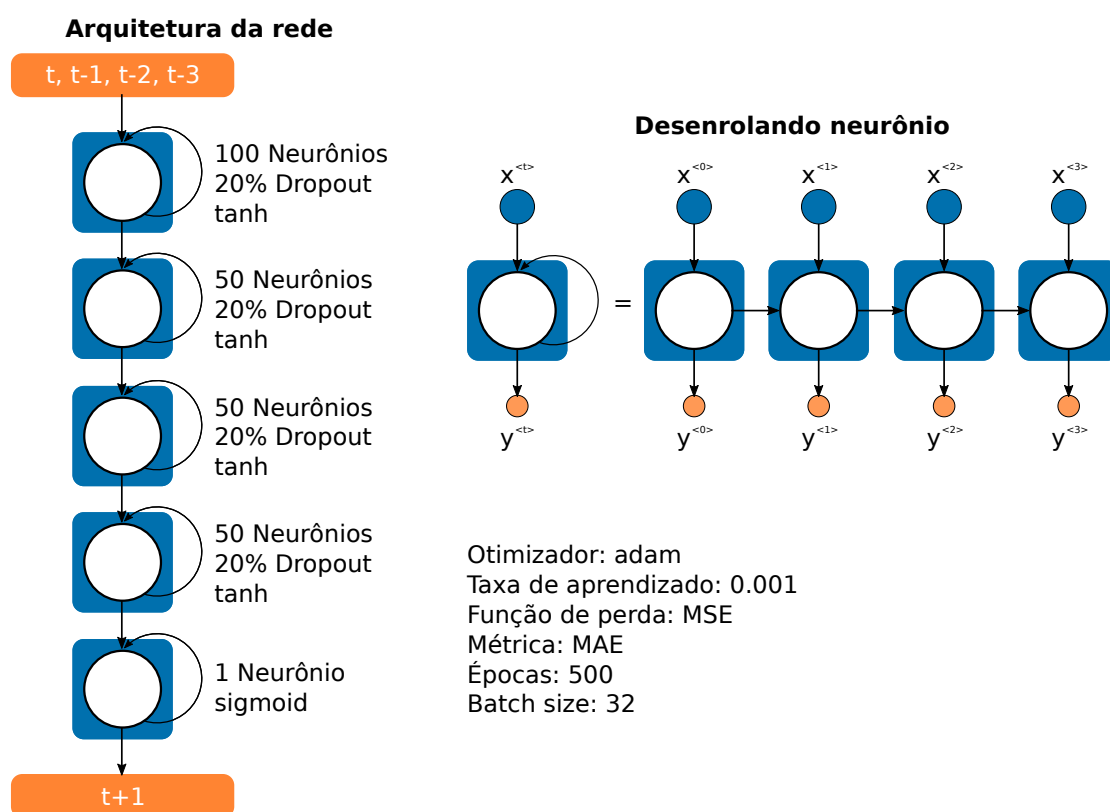 Arquitetura da rede
t, t-1, t-2, t-3
100 Neurônios
20% Dropout
tanh
50 Neurônios
20% Dropout
tanh
50 Neurônios
20% Dropout
tanh
50 Neurônios
20% Dropout
tanh
1 Neurônio
sigmoid
t+1
Desenrolando neurônio
x<t> x<0> x<1> x<2> x<3>
=
y<t> y<0> y<1> y<2> y<3>
Otimizador: adam
Taxa de aprendizado: 0.001
Função de perda: MSE
Métrica: MAE
Épocas: 500
Batch size: 32